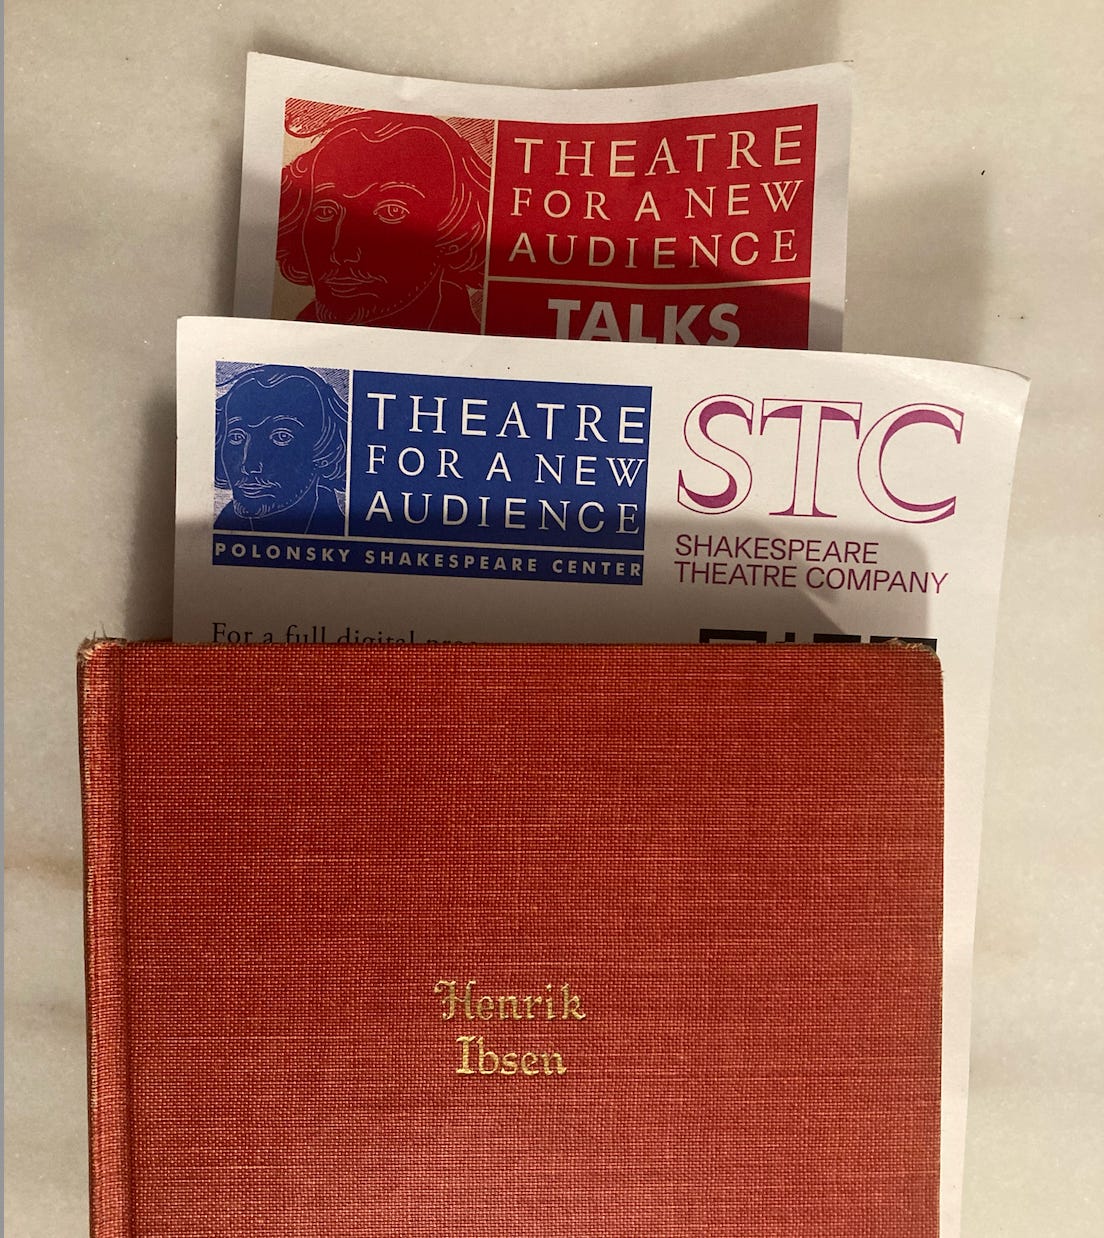 THEATRE
FOR A NEW
AUDIENCE
TALKS
THEATRE
FOR A NEW
AUDIENCE
POLONSKY SHAKESPEARE CENTER
STC
SHAKESPEARE
THEATRE COMPANY
For a full digital
Henrik
Ibsen